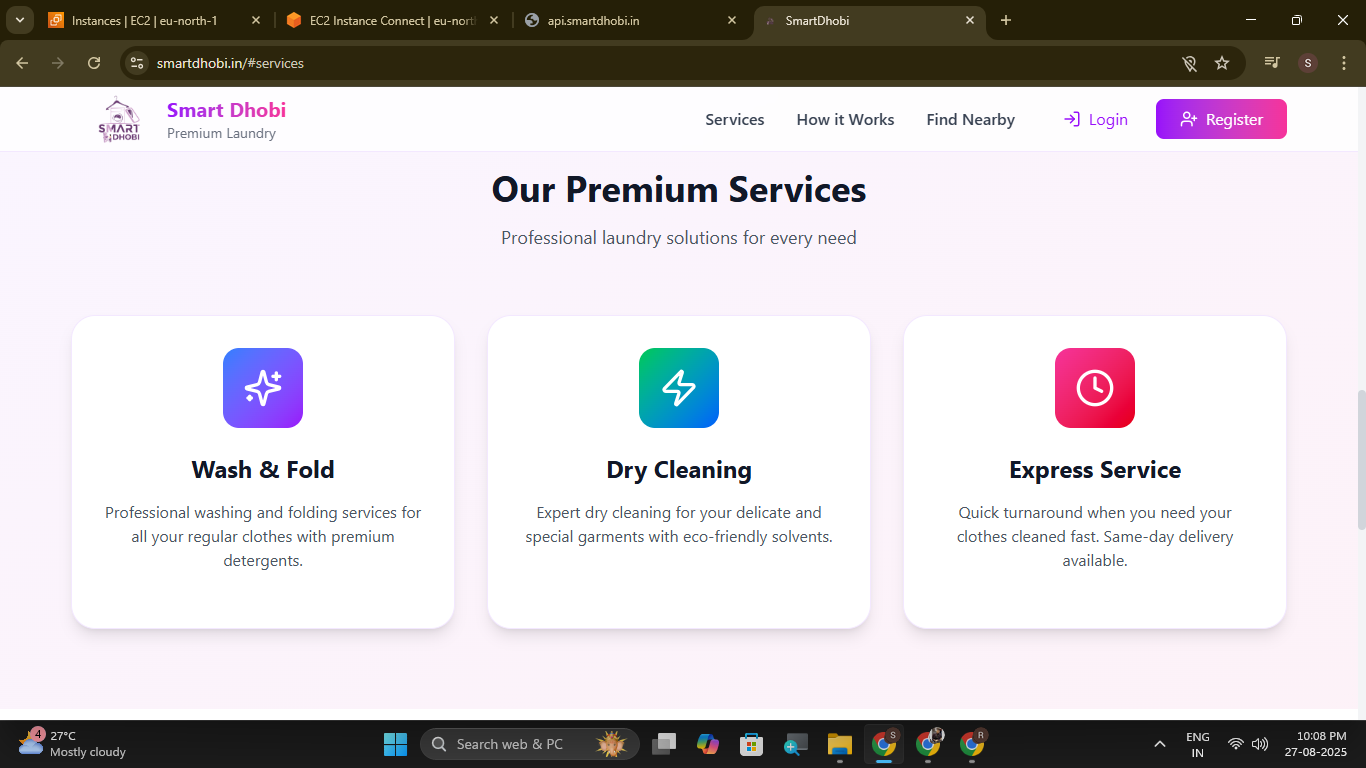 Instances | EC2 | eu-north-1
EC2 Instance Connect | eu-nort
api.smartdhobi.in
SmartDhobi
smartdhobi.in/#services
S
SMART
DHOBI
Smart Dhobi
Premium Laundry
Services
How it Works
Find Nearby
Login
Register
Our Premium Services
Professional laundry solutions for every need
Wash & Fold
Professional washing and folding services for
all your regular clothes with premium
detergents.
Dry Cleaning
Expert dry cleaning for your delicate and
special garments with eco-friendly solvents.
Express Service
Quick turnaround when you need your
clothes cleaned fast. Same-day delivery
available.
4
27°C
Mostly cloudy
Search web & PC
S
R
ENG
IN
10:08 PM
27-08-2025